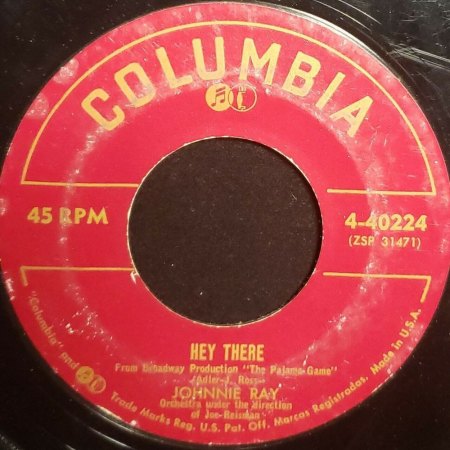 COLUMBIA
45 RPM
4-40224
(ZSP 31471)
HEY THERE
From Broadway Production "The Pajama Game"
-Adler-J. Ross-
JOHNNIE RAY
Orchestra under the direction
of Joe Reisman
"Columbia" and Trade Marks Reg. U.S. Pat. Off. Marcas Registradas. Made in U.S.A.